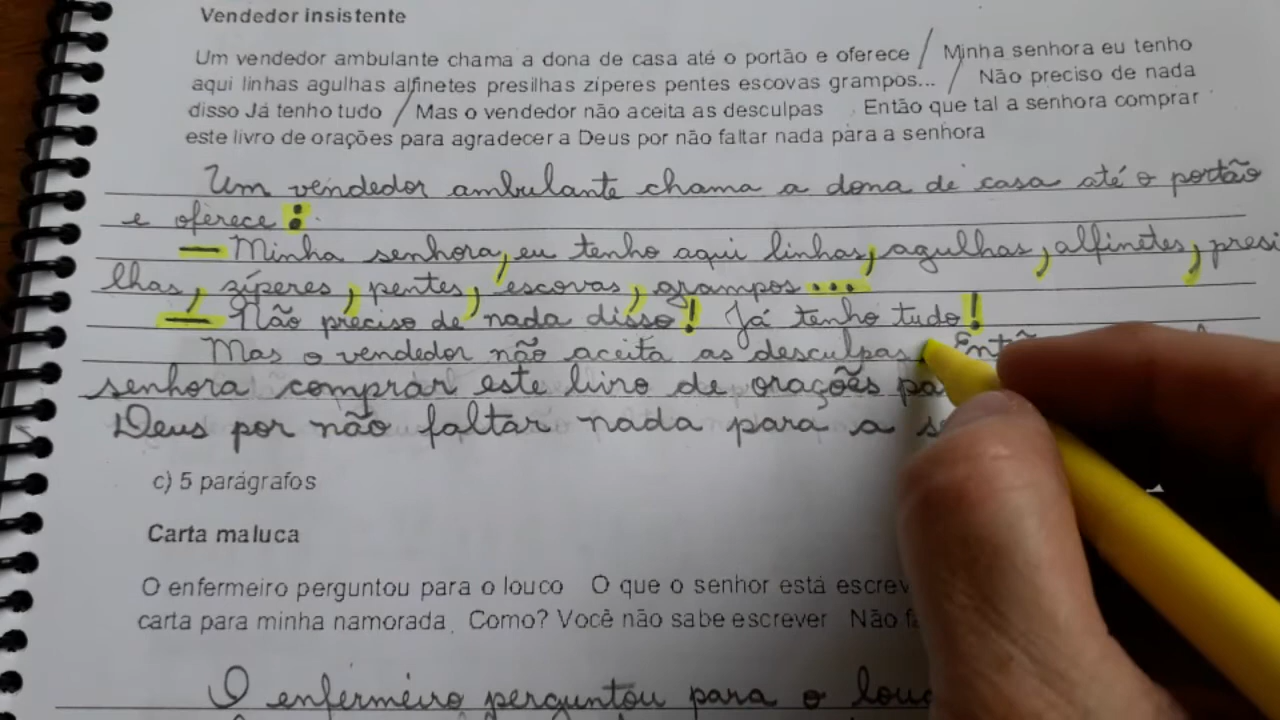 Vendedor insistente
Um vendedor ambulante chama a dona de casa até o portão e oferece / Minha senhora eu tenho
aqui linhas agulhas alfinetes presilhas zíperes pentes escovas grampos... / Não preciso de nada
disso Já tenho tudo / Mas o vendedor não aceita as desculpas Então que tal a senhora comprar
este livro de orações para agradecer a Deus por não faltar nada para a senhora
Um vendedor ambulante chama a dona de casa até o portão
e oferece:
— Minha senhora, eu tenho aqui linhas, agulhas, alfinetes, presi
lhas, zíperes, pentes, escovas, grampos...
— Não preciso de nada disso! Já tenho tudo!
Mas o vendedor não aceita as desculpas.
senhora comprar este livro de orações
Deus por não faltar nada para a
c) 5 parágrafos
Carta maluca
O enfermeiro perguntou para o louco O que o senhor está
carta para minha namorada. Como? Você não sabe escrever Não
O enfermeiro perguntou para o